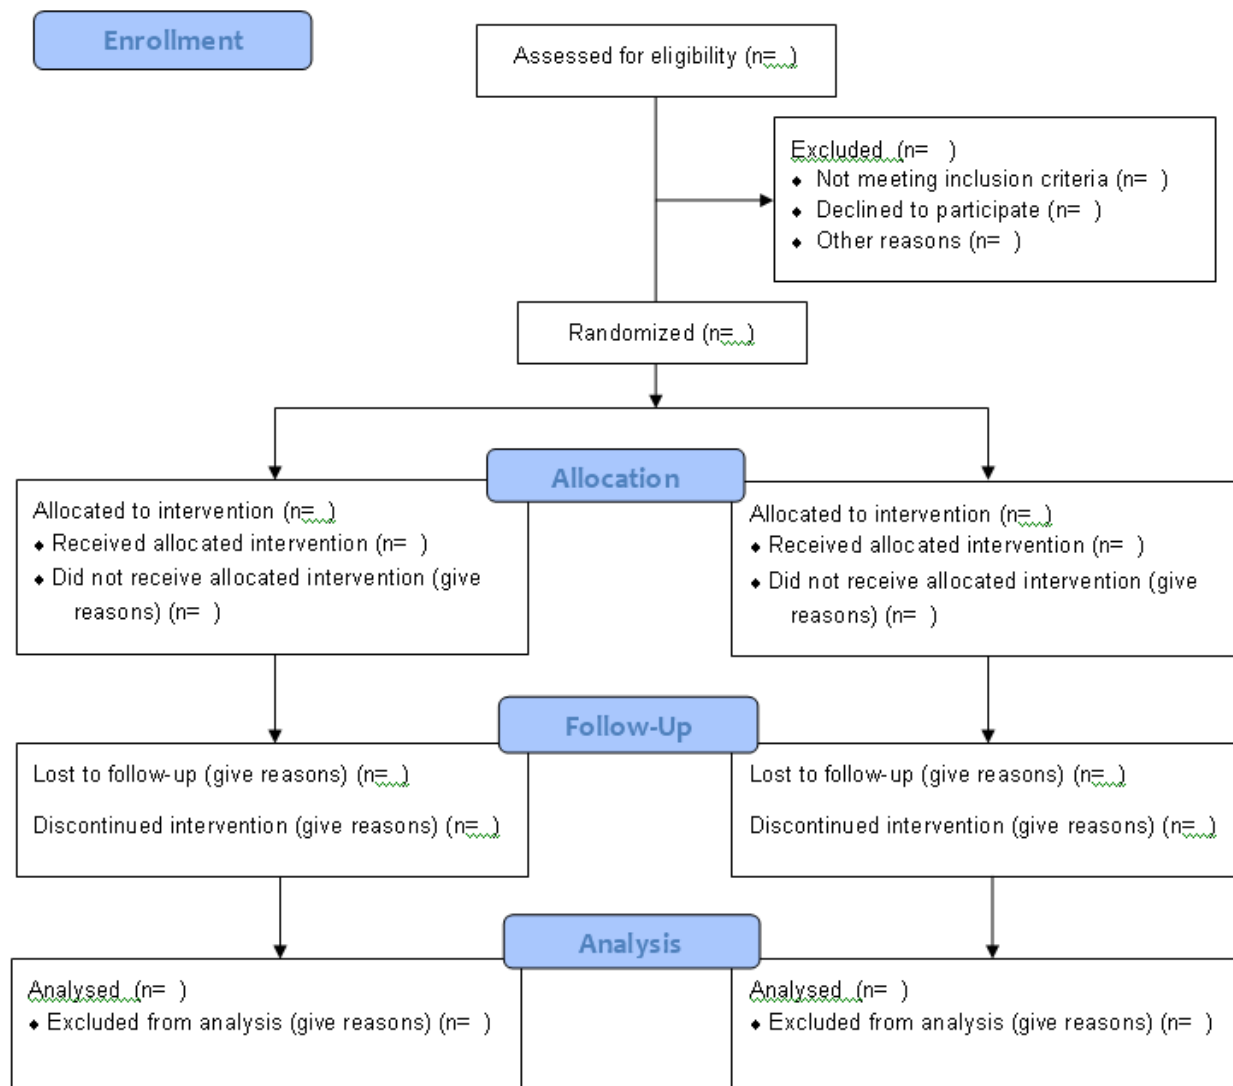 Enrollment
Assessed for eligibility (n= )
Excluded (n= )
♦ Not meeting inclusion criteria (n= )
♦ Declined to participate (n= )
♦ Other reasons (n= )
Randomized (n= )
Allocation
Allocated to intervention (n= )
♦ Received allocated intervention (n= )
♦ Did not receive allocated intervention (give
reasons) (n= )
Allocated to intervention (n= )
♦ Received allocated intervention (n= )
♦ Did not receive allocated intervention (give
reasons) (n= )
Follow-Up
Lost to follow-up (give reasons) (n= )
Discontinued intervention (give reasons) (n= )
Lost to follow-up (give reasons) (n= )
Discontinued intervention (give reasons) (n= )
Analysis
Analysed (n= )
♦ Excluded from analysis (give reasons) (n= )
Analysed (n= )
♦ Excluded from analysis (give reasons) (n= )